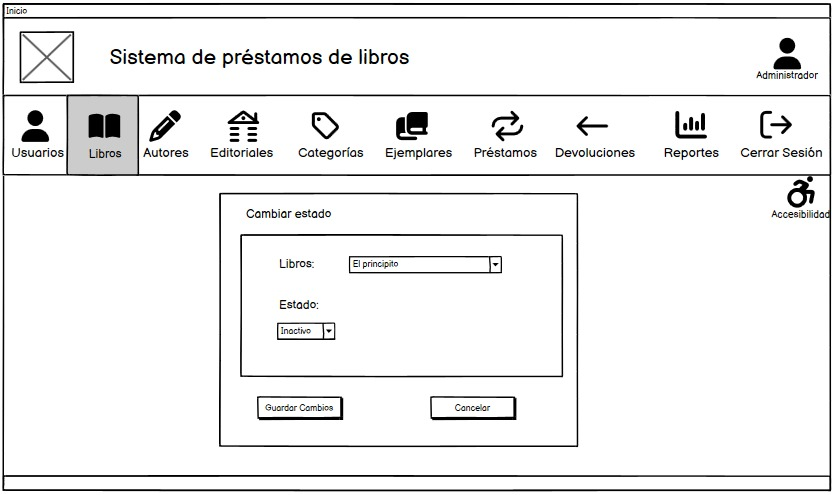 Inicio
Sistema de préstamos de libros
Administrador
Usuarios Libros Autores Editoriales Categorías Ejemplares Préstamos Devoluciones Reportes Cerrar Sesión
Accesibilidad
Cambiar estado
Libros: El principito
Estado:
Inactivo
Guardar Cambios Cancelar